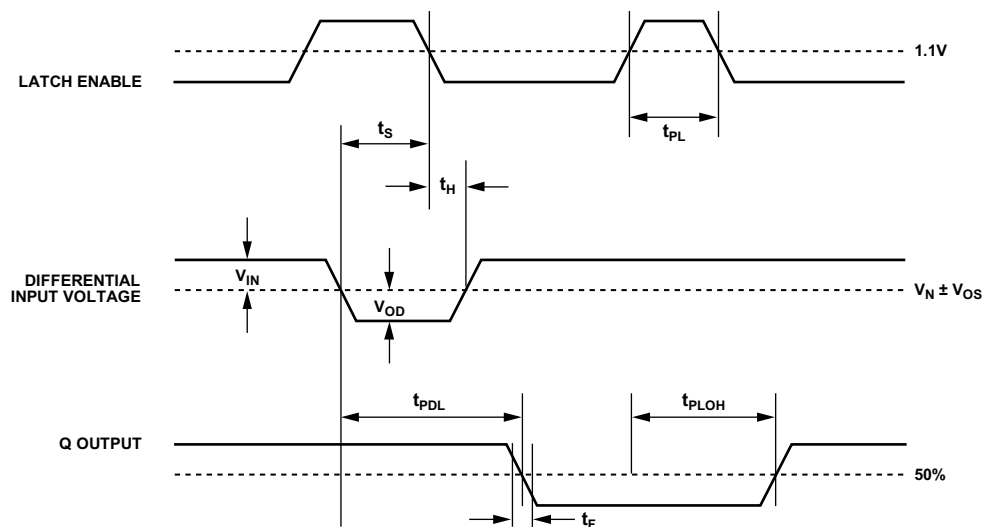 1.1V
LATCH ENABLE
tS
tPL
tH
DIFFERENTIAL
INPUT VOLTAGE
VIN
VOD
VN ± VOS
tPDL
tPLOH
Q OUTPUT
50%
tF